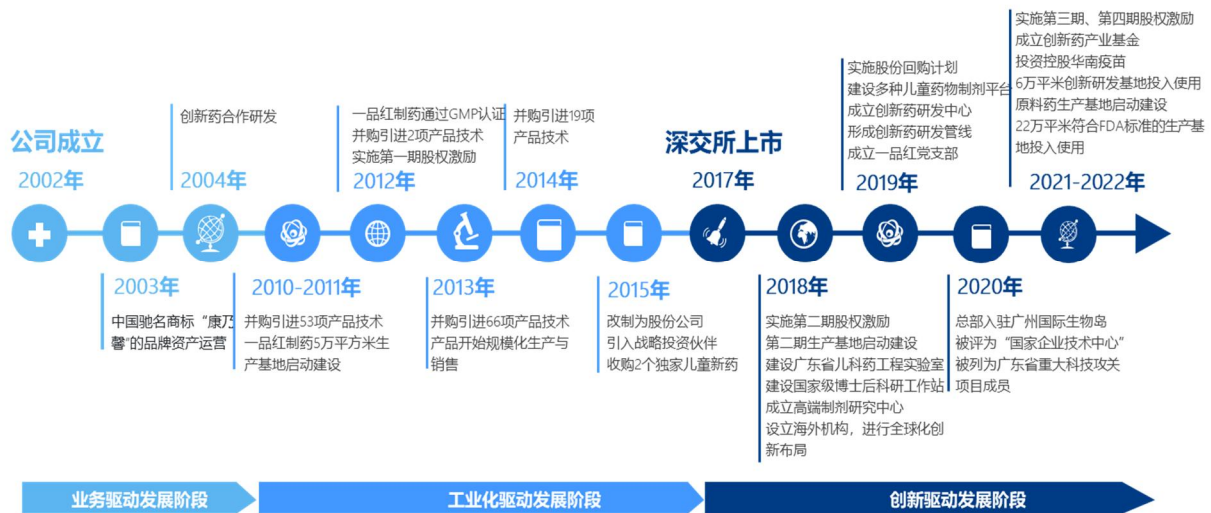 公司成立
2002年
2003年
中国驰名商标“康乃
馨”的品牌资产运营
创新药合作研发
2004年
2010-2011年
并购引进53项产品技术
一品红制药5万平方米生
产基地启动建设
一品红制药通过GMP认证
并购引进2项产品技术
实施第一期股权激励
2012年
2013年
并购引进66项产品技术
产品开始规模化生产与
销售
并购引进19项
产品技术
2014年
2015年
改制为股份公司
引入战略投资伙伴
收购2个独家儿童新药
深交所上市
2017年
2018年
实施第二期股权激励
第二期生产基地启动建设
建设广东省儿科药工程实验室
建设国家级博士后科研工作站
成立高端制剂研究中心
设立海外机构，进行全球化创
新布局
实施股份回购计划
建设多种儿童药物制剂平台
成立创新药研发中心
形成创新药研发管线
成立一品红党支部
2019年
2020年
总部入驻广州国际生物岛
被评为“国家企业技术中心”
被列为广东省重大科技攻关
项目成员
实施第三期、第四期股权激励
成立创新药产业基金
投资控股华南疫苗
6万平米创新研发基地投入使用
原料药生产基地启动建设
22万平米符合FDA标准的生产基
地投入使用
2021-2022年
业务驱动发展阶段
工业化驱动发展阶段
创新驱动发展阶段